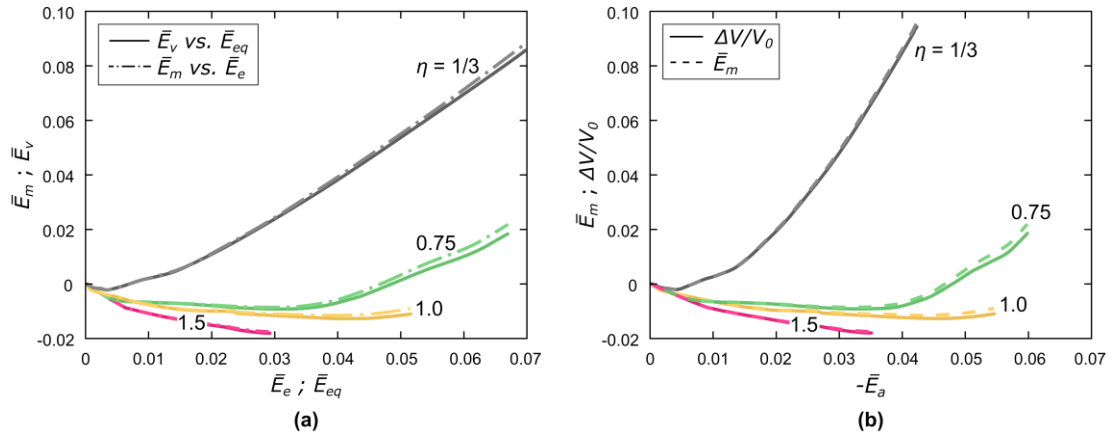 0.10
0.08
0.06
0.04
0.02
0
-0.02
Ē_m ; Ē_v
Ē_v vs. Ē_eq
Ē_m vs. Ē_e
η = 1/3
0.75
1.0
1.5
0 0.01 0.02 0.03 0.04 0.05 0.06 0.07
Ē_e ; Ē_eq
(a)
0.10
0.08
0.06
0.04
0.02
0
-0.02
Ē_m ; ΔV/V_0
ΔV/V_0
Ē_m
η = 1/3
0.75
1.0
1.5
0 0.01 0.02 0.03 0.04 0.05 0.06 0.07
-Ē_a
(b)